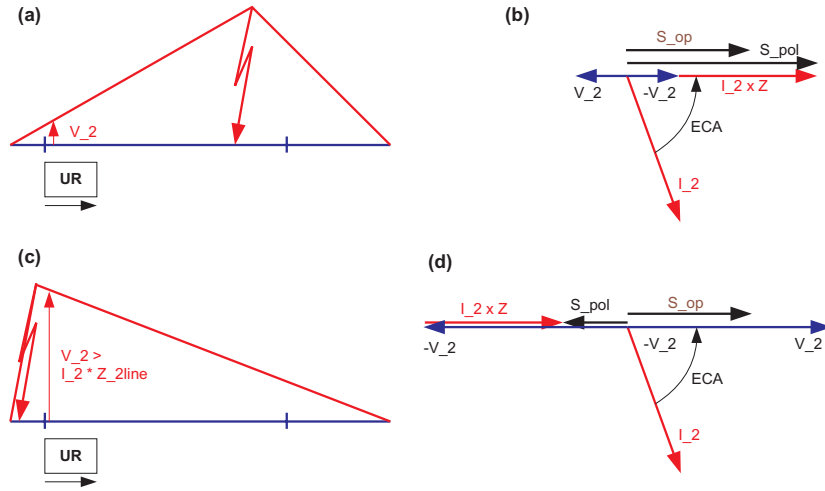 (a)
V_2
UR
(b)
S_op
S_pol
V_2
-V_2
I_2 x Z
ECA
I_2
(c)
V_2 >
I_2 * Z_2line
UR
(d)
I_2 x Z
S_pol
S_op
-V_2
-V_2
V_2
ECA
I_2